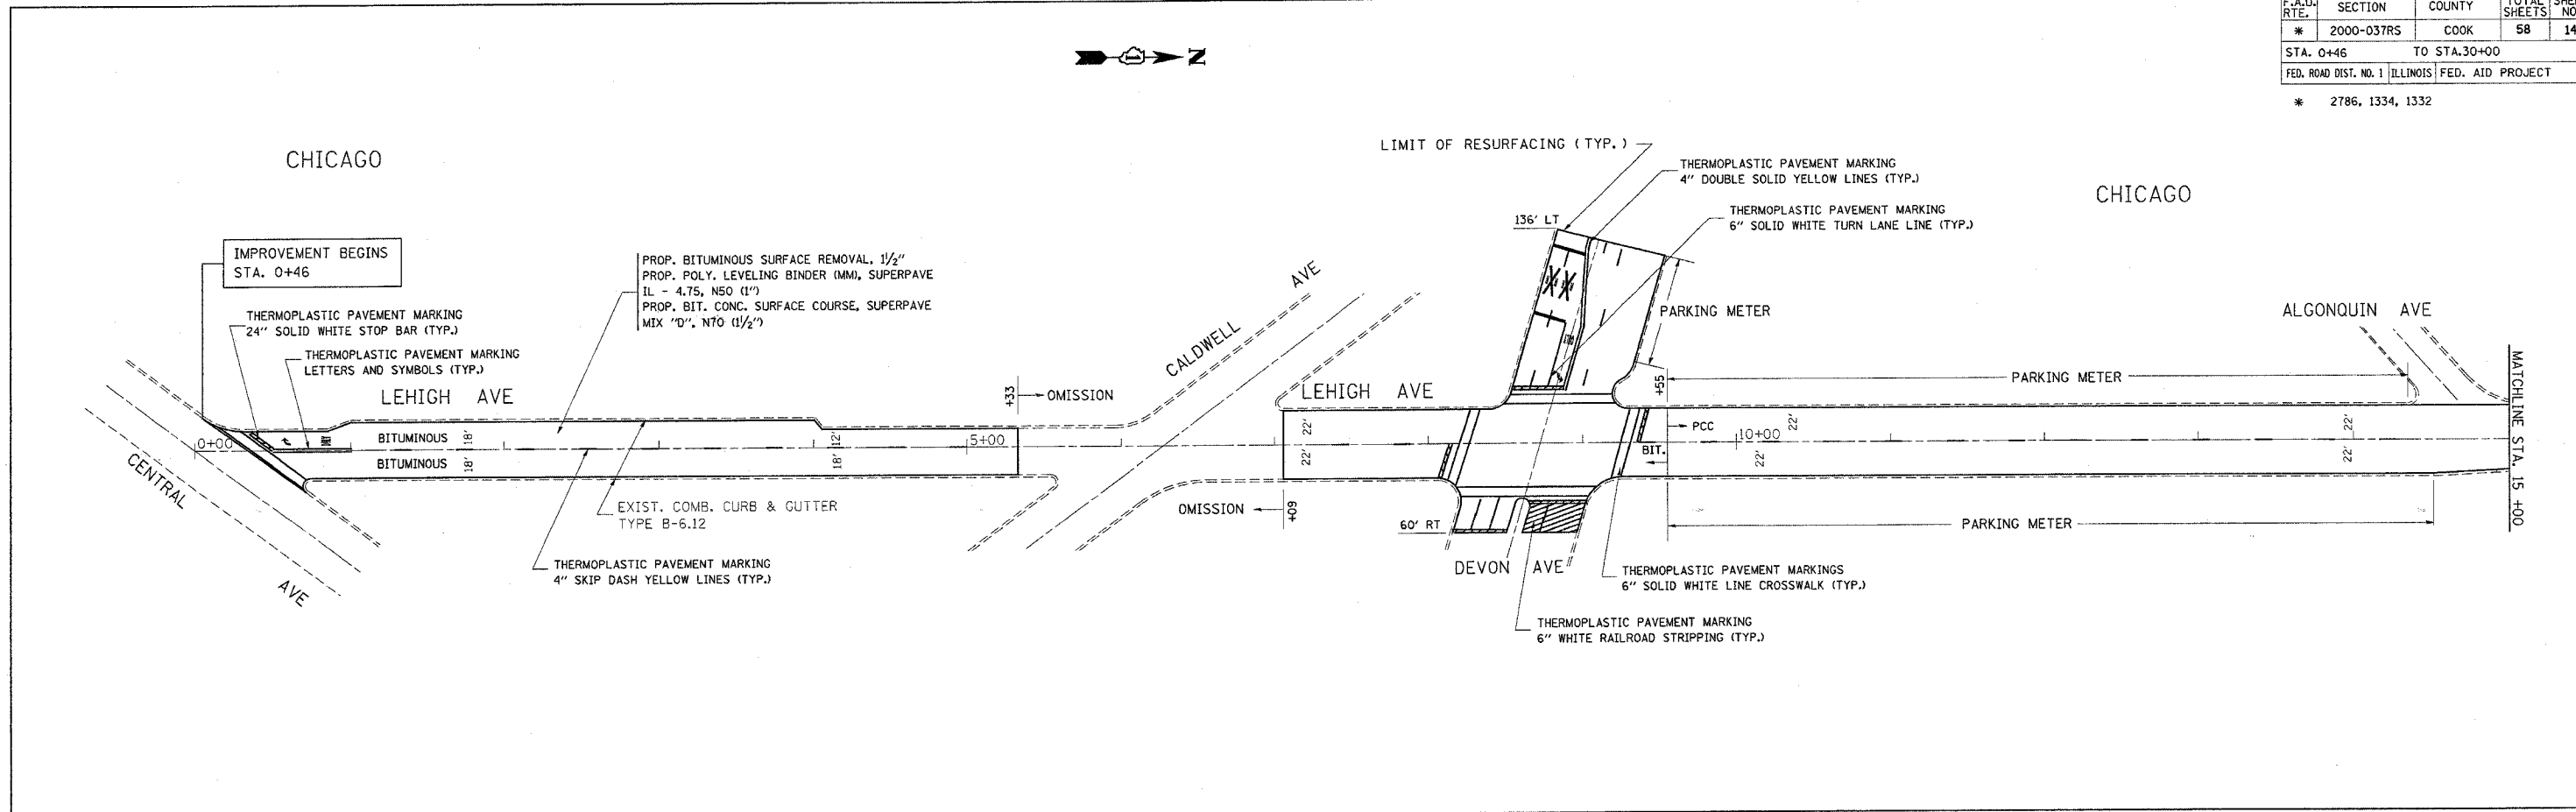 F.A.U. RTE. SECTION COUNTY TOTAL SHEETS
* 2000-037RS COOK 58 14
STA. 0+46 TO STA.30+00
FED. ROAD DIST. NO. 1 ILLINOIS FED. AID PROJECT
* 2786, 1334, 1332
N
CHICAGO
CHICAGO
LIMIT OF RESURFACING (TYP.)
THERMOPLASTIC PAVEMENT MARKING
4" DOUBLE SOLID YELLOW LINES (TYP.)
THERMOPLASTIC PAVEMENT MARKING
6" SOLID WHITE TURN LANE LINE (TYP.)
136' LT
IMPROVEMENT BEGINS
STA. 0+46
PROP. BITUMINOUS SURFACE REMOVAL, 1½"
PROP. POLY. LEVELING BINDER (MM), SUPERPAVE
IL - 4.75, N50 (1")
PROP. BIT. CONC. SURFACE COURSE, SUPERPAVE
MIX "D", N70 (1½")
THERMOPLASTIC PAVEMENT MARKING
24" SOLID WHITE STOP BAR (TYP.)
THERMOPLASTIC PAVEMENT MARKING
LETTERS AND SYMBOLS (TYP.)
CALDWELL AVE
PARKING METER
ALGONQUIN AVE
LEHIGH AVE
+33
OMISSION
LEHIGH AVE
+55
PARKING METER
MATCHLINE STA. 15 +00
0+00
BITUMINOUS
18'
12'
5+00
22'
PCC
10+00
22'
22'
BITUMINOUS
18'
18'
22'
BIT.
22'
22'
CENTRAL AVE
EXIST. COMB. CURB & GUTTER
TYPE B-6.12
OMISSION
+09
60' RT
PARKING METER
THERMOPLASTIC PAVEMENT MARKING
4" SKIP DASH YELLOW LINES (TYP.)
DEVON AVE
THERMOPLASTIC PAVEMENT MARKINGS
6" SOLID WHITE LINE CROSSWALK (TYP.)
THERMOPLASTIC PAVEMENT MARKING
6" WHITE RAILROAD STRIPPING (TYP.)